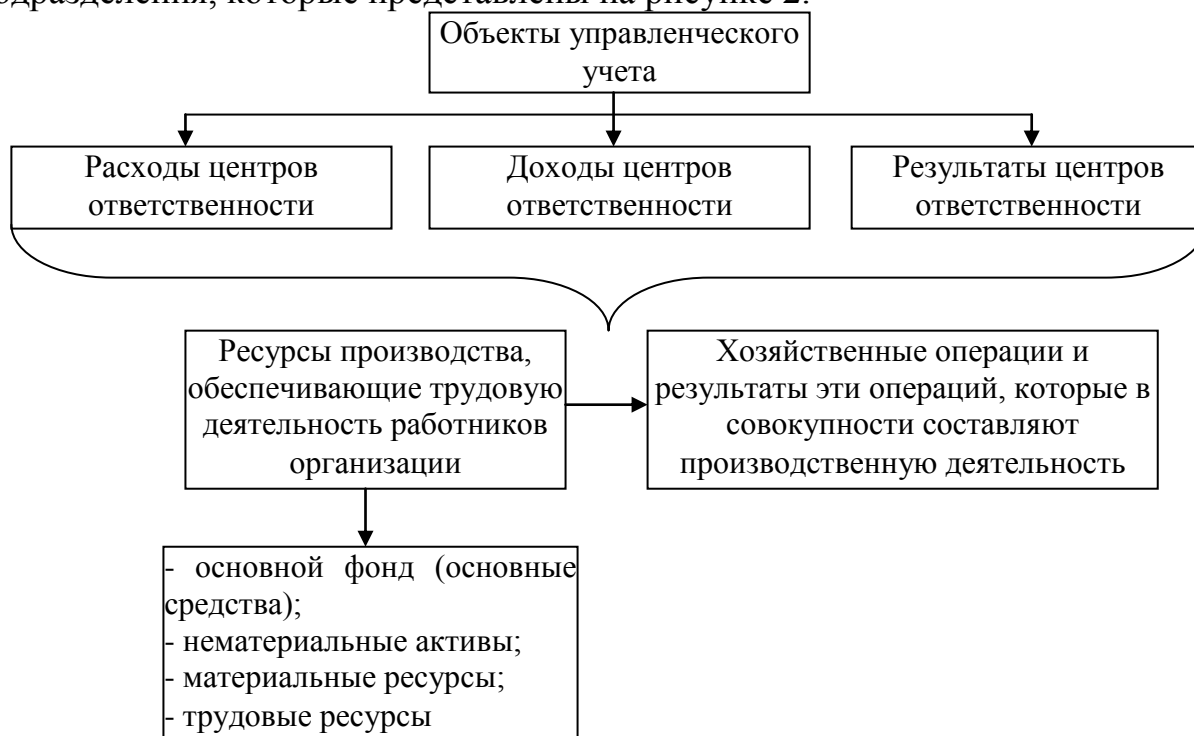 одразделения, которые представлены на рисунке 2.
Объекты управленческого
учета
Расходы центров
ответственности
Доходы центров
ответственности
Результаты центров
ответственности
Ресурсы производства,
обеспечивающие трудовую
деятельность работников
организации
Хозяйственные операции и
результаты эти операций, которые в
совокупности составляют
производственную деятельность
- основной фонд (основные
средства);
- нематериальные активы;
- материальные ресурсы;
- трудовые ресурсы